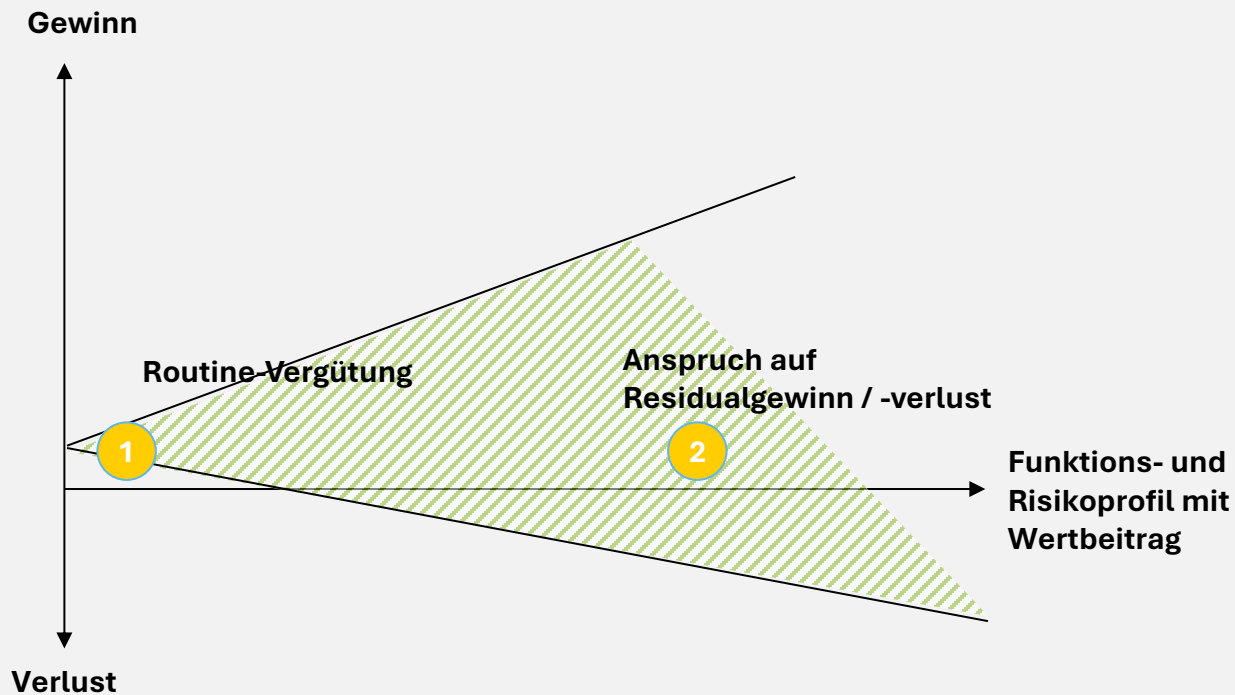 Gewinn
Routine-Vergütung
Anspruch auf
Residualgewinn / -verlust
1
2
Funktions- und
Risikoprofil mit
Wertbeitrag
Verlust